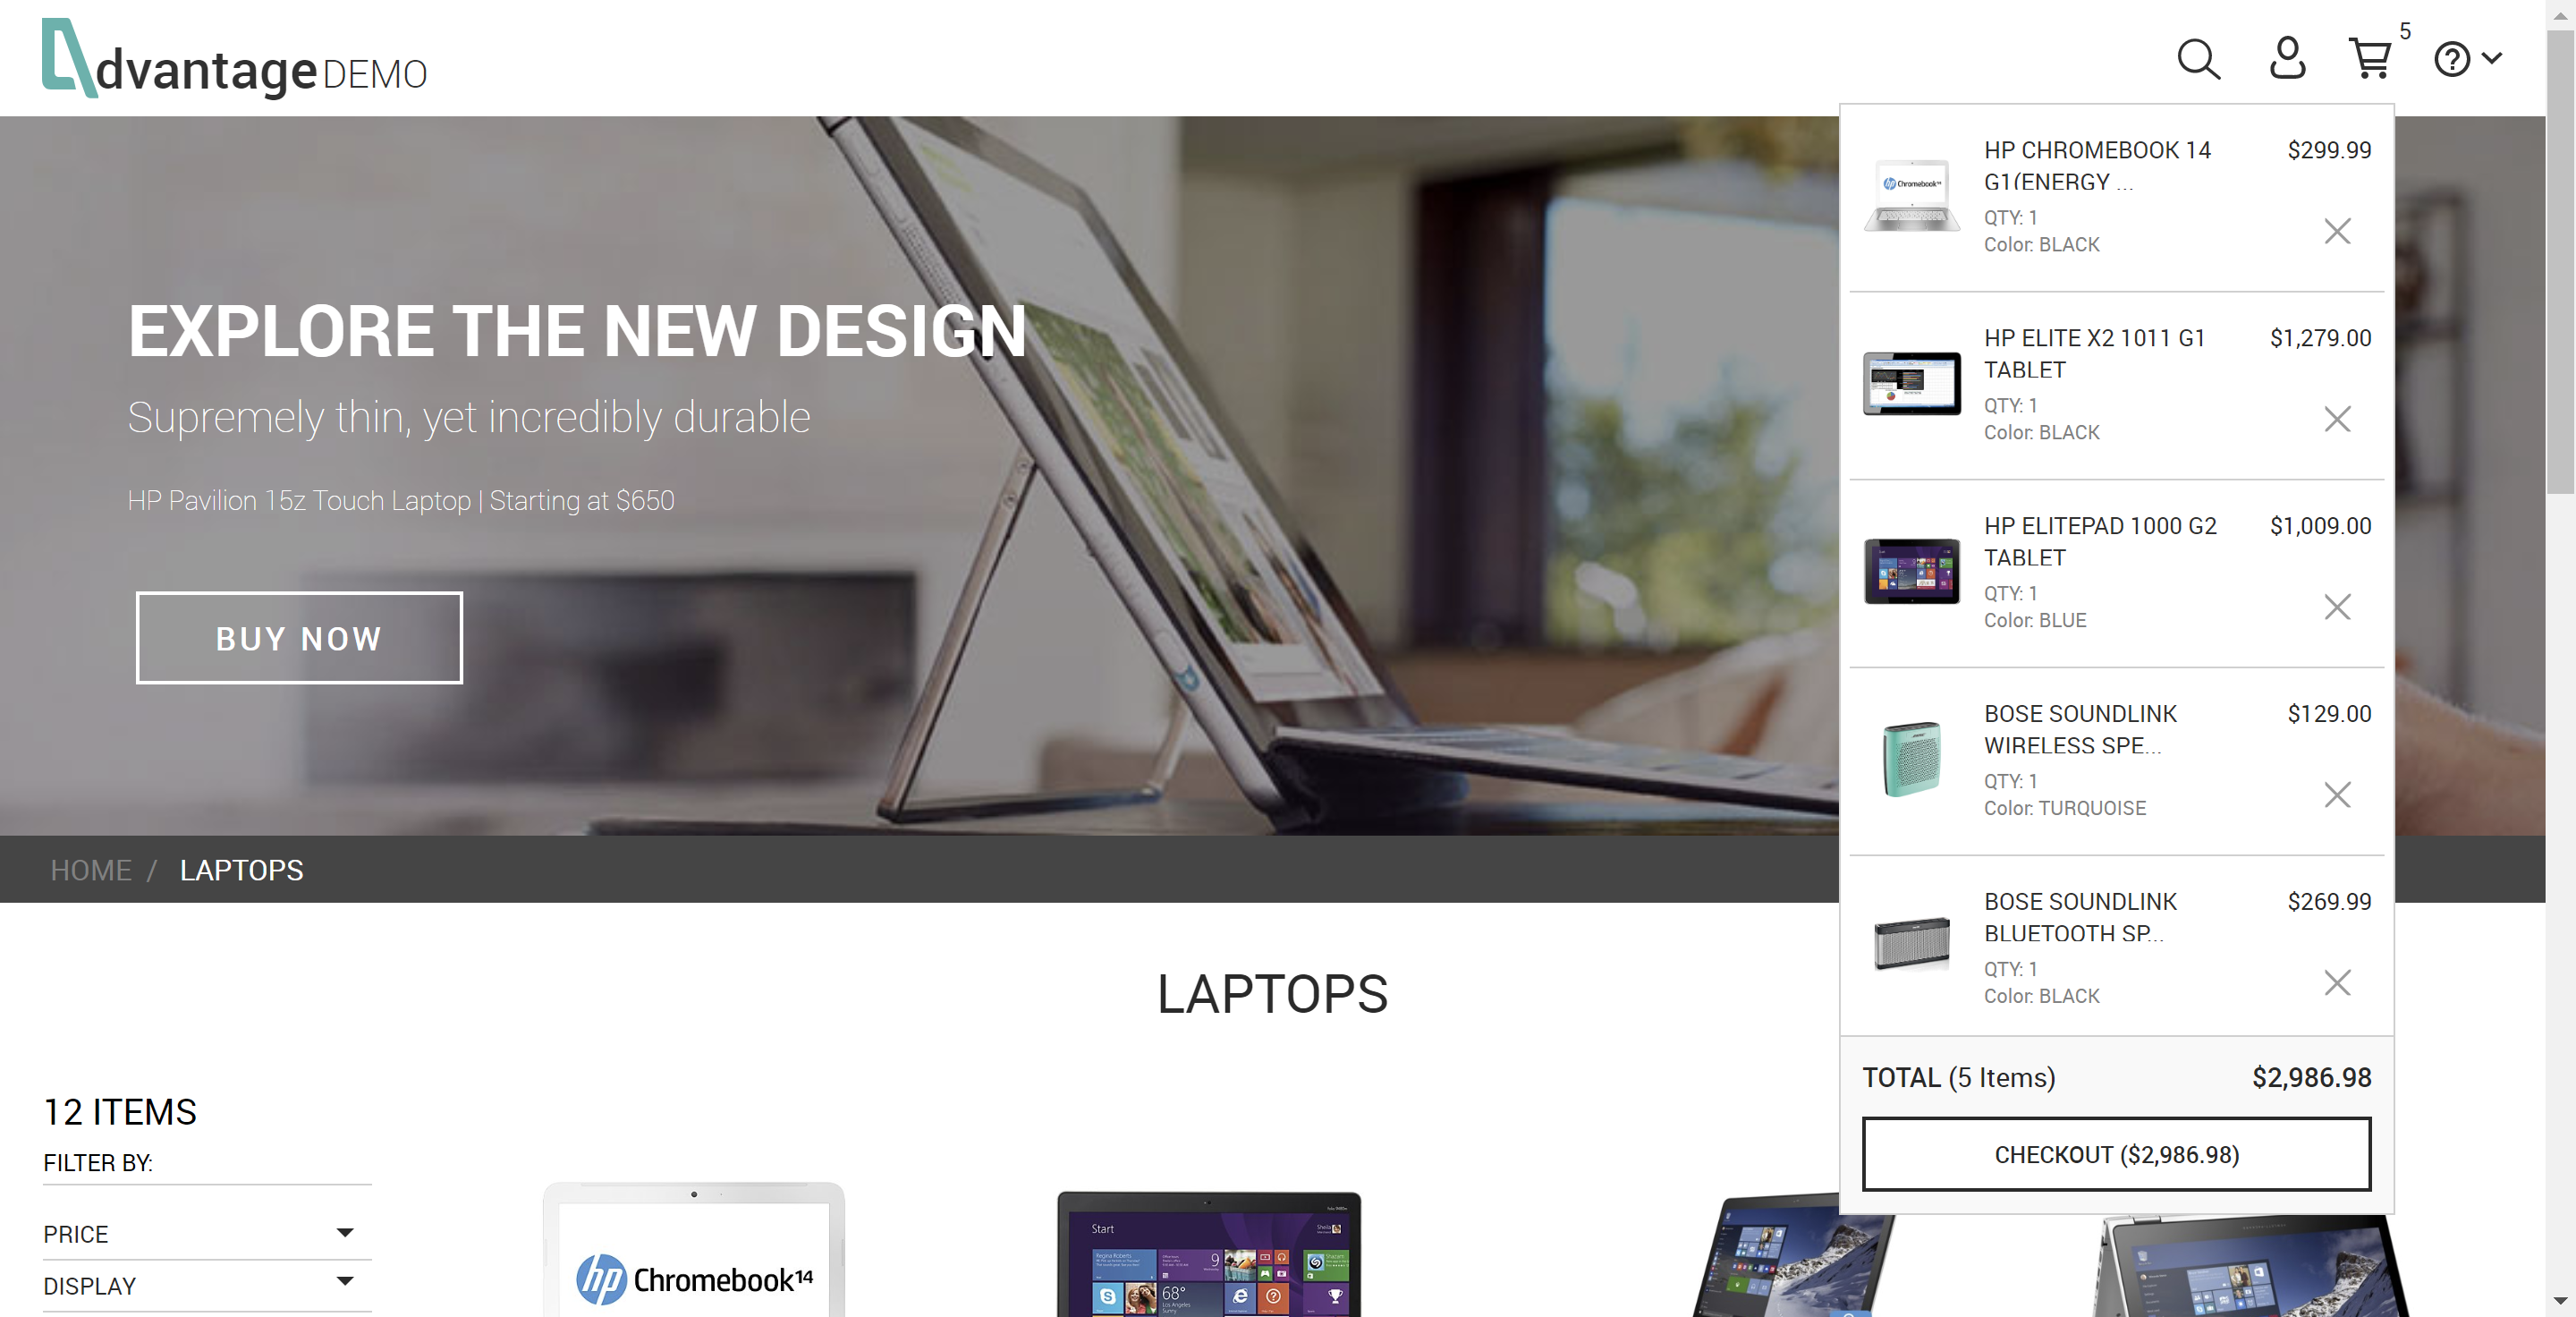 dvantage DEMO
5
EXPLORE THE NEW DESIGN
Supremely thin, yet incredibly durable
HP Pavilion 15z Touch Laptop | Starting at $650
BUY NOW
HP CHROMEBOOK 14 $299.99
G1(ENERGY ...
QTY: 1
Color: BLACK
HP ELITE X2 1011 G1 $1,279.00
TABLET
QTY: 1
Color: BLACK
HP ELITEPAD 1000 G2 $1,009.00
TABLET
QTY: 1
Color: BLUE
BOSE SOUNDLINK $129.00
WIRELESS SPE...
QTY: 1
Color: TURQUOISE
BOSE SOUNDLINK $269.99
BLUETOOTH SP...
QTY: 1
Color: BLACK
TOTAL (5 Items) $2,986.98
CHECKOUT ($2,986.98)
HOME / LAPTOPS
LAPTOPS
12 ITEMS
FILTER BY:
PRICE
DISPLAY
hp Chromebook14
Start
9
68°